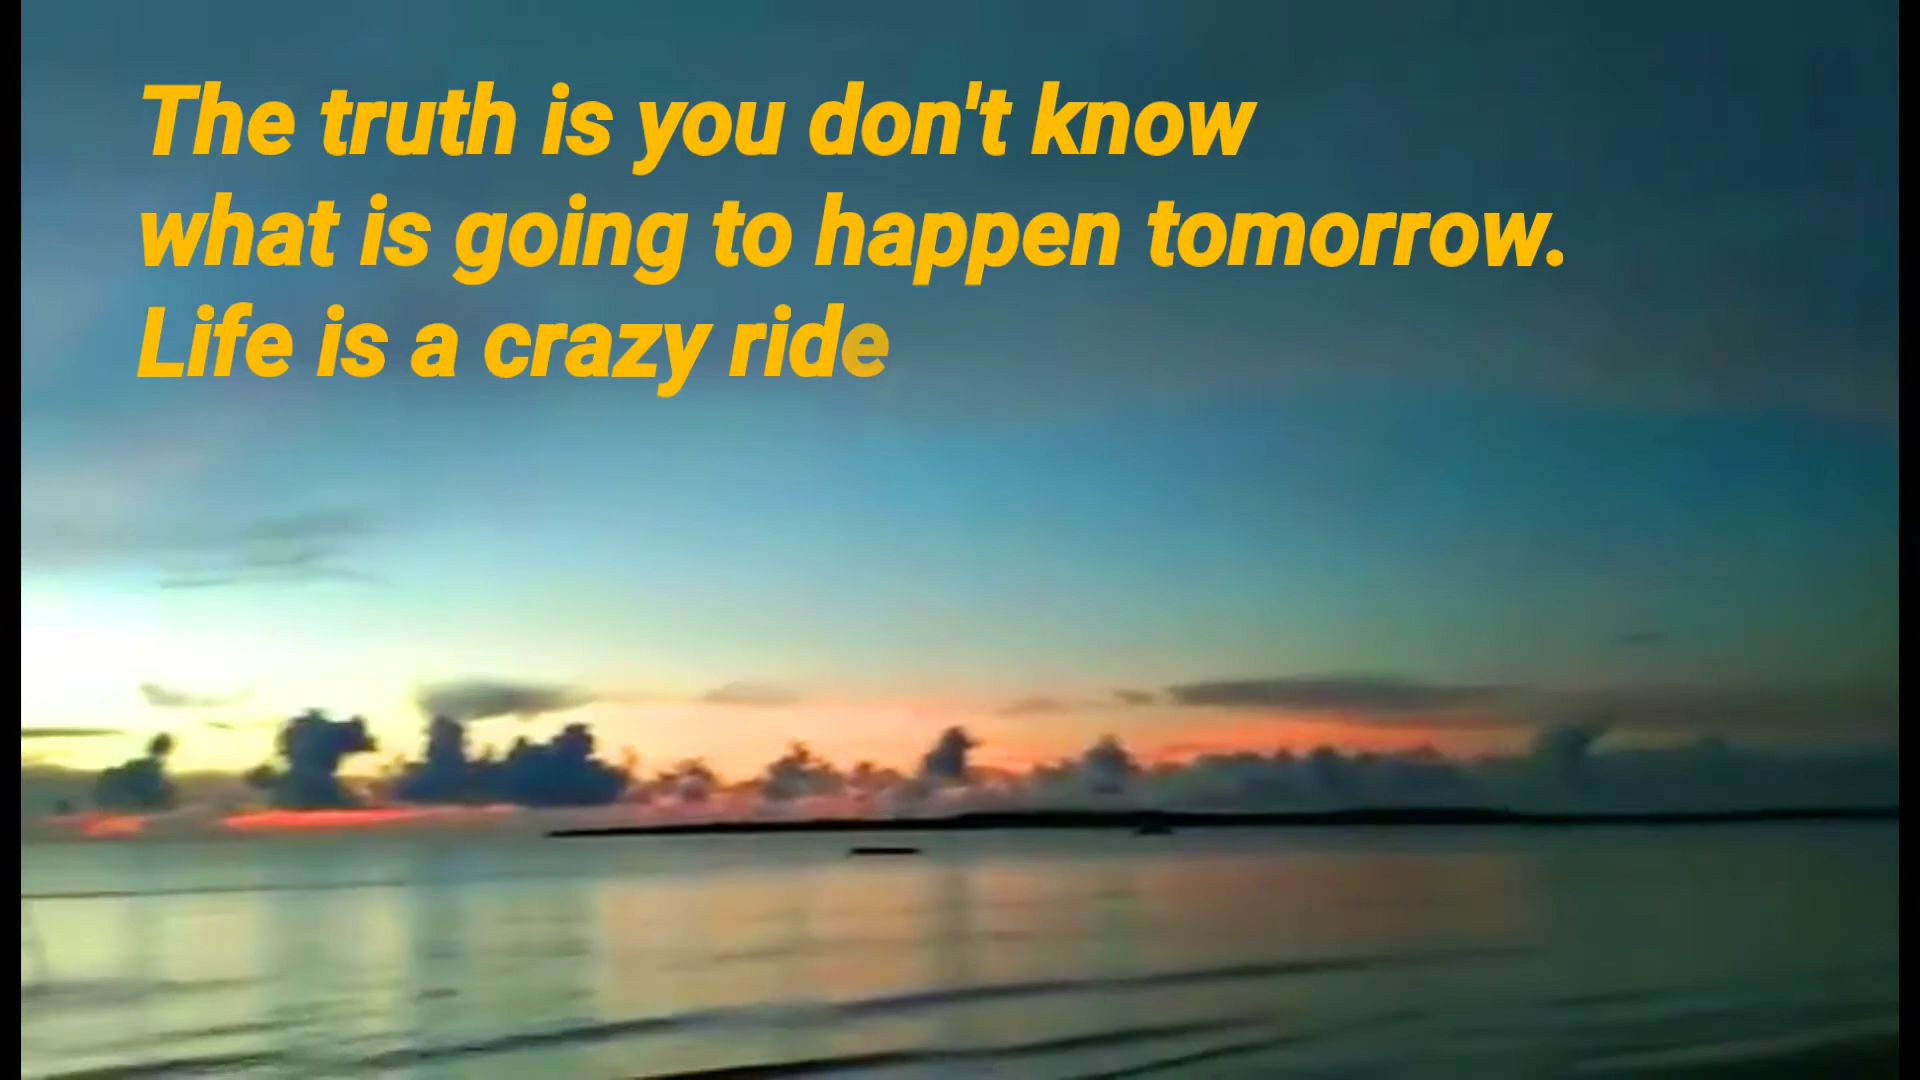 The truth is you don't know
what is going to happen tomorrow.
Life is a crazy ride